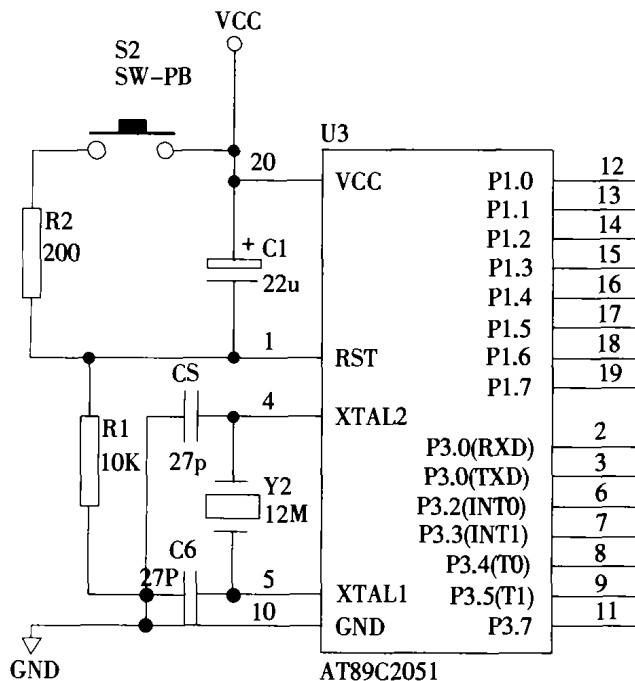 VCC
S2
SW-PB
U3
20
VCC
P1.0
12
P1.1
13
R2
200
+
C1
22u
P1.2
14
P1.3
15
P1.4
16
P1.5
17
1
RST
P1.6
18
P1.7
19
CS
27p
4
XTAL2
R1
10K
P3.0(RXD)
2
P3.0(TXD)
3
Y2
12M
P3.2(INT0)
6
P3.3(INT1)
7
C6
27P
P3.4(T0)
8
5
XTAL1
P3.5(T1)
9
10
GND
P3.7
11
GND
AT89C2051